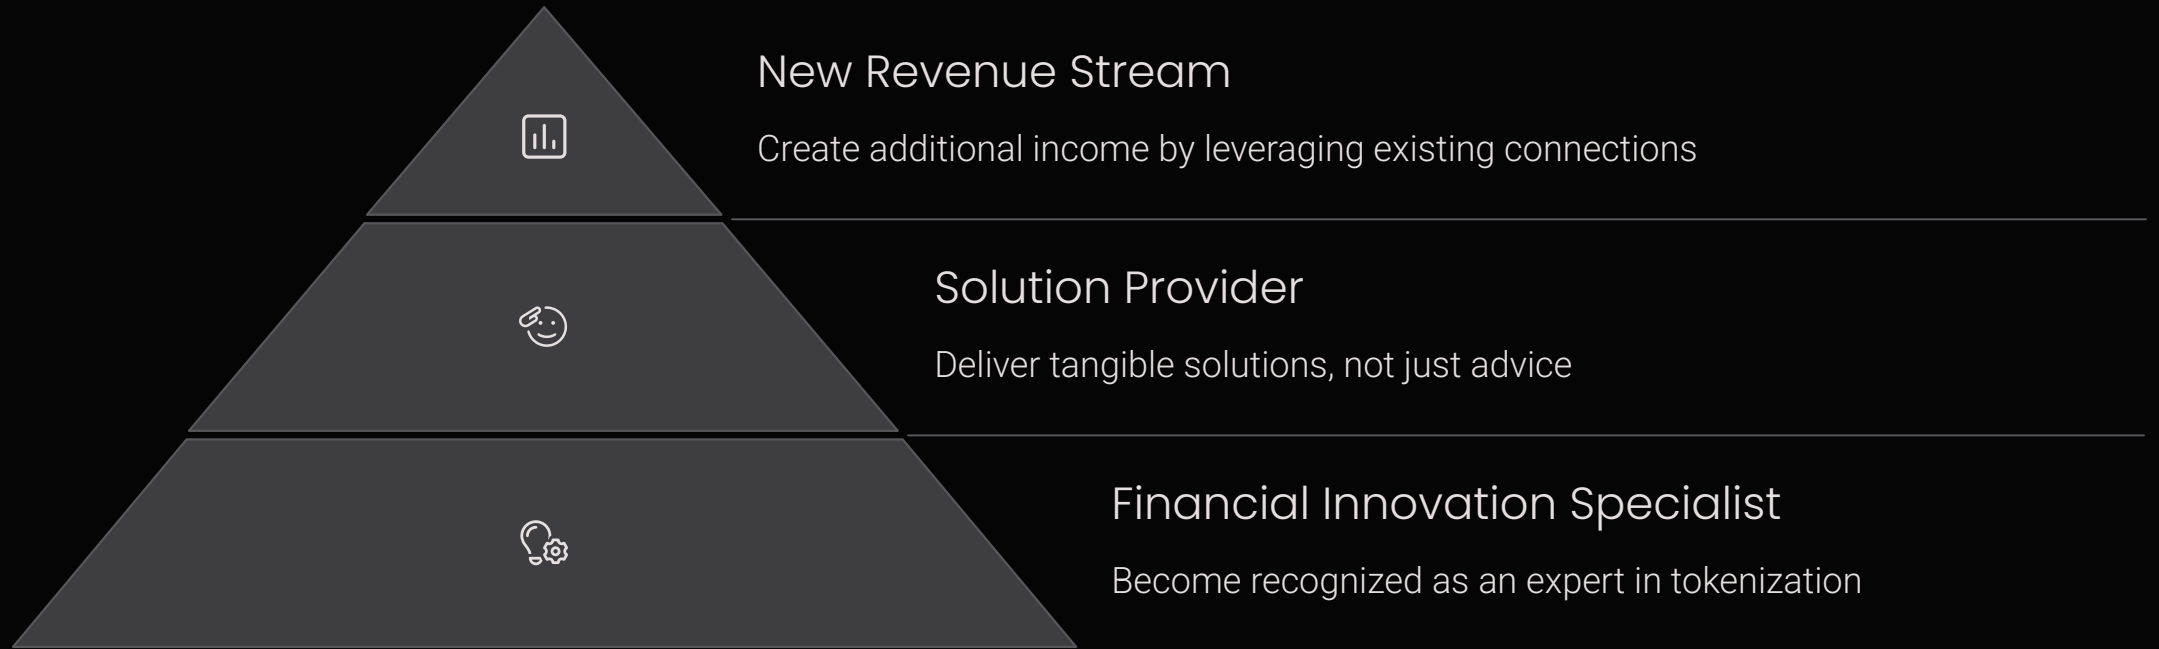 New Revenue Stream
Create additional income by leveraging existing connections
Solution Provider
Deliver tangible solutions, not just advice
Financial Innovation Specialist
Become recognized as an expert in tokenization